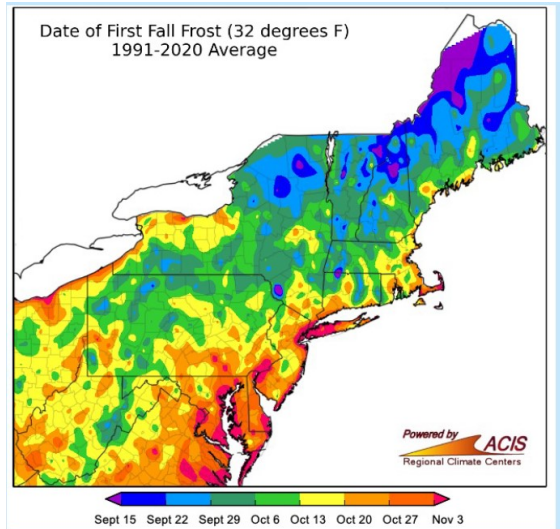 Date of First Fall Frost (32 degrees F)
1991-2020 Average
Powered by
ACIS
Regional Climate Centers
Sept 15 Sept 22 Sept 29 Oct 6 Oct 13 Oct 20 Oct 27 Nov 3